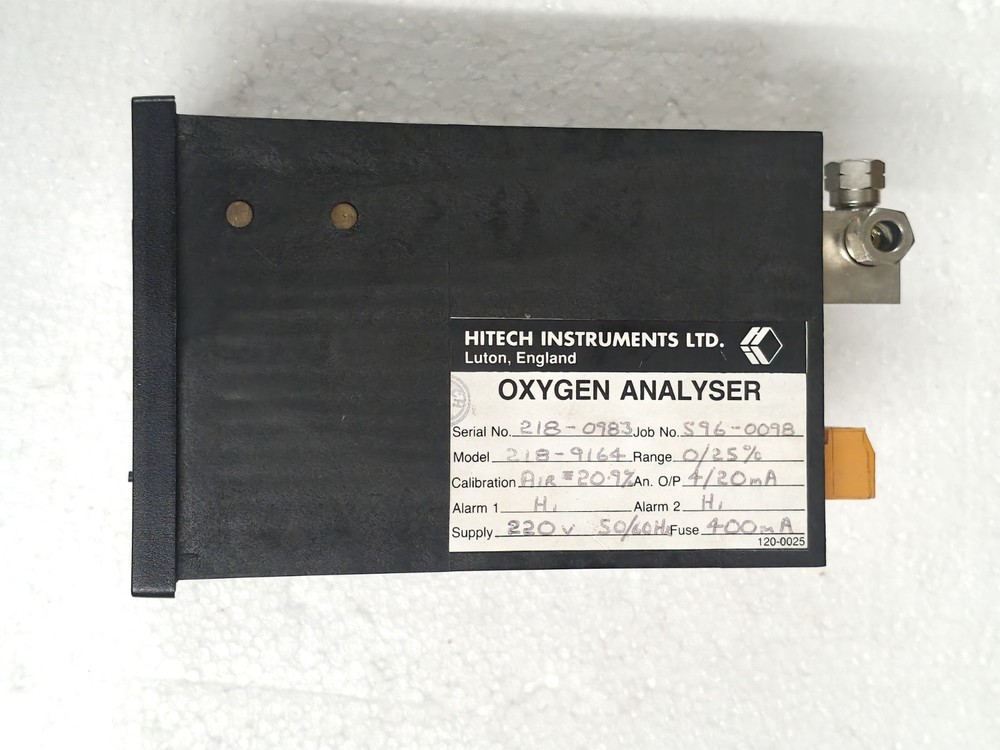 HITECH INSTRUMENTS LTD.
Luton, England
OXYGEN ANALYSER
Serial No. 218-0983 Job No. S96-0098
Model 218-9164 Range 0/25%
Calibration AIR = 20.9% An. O/P 4/20mA
Alarm 1 Hi Alarm 2 Hi
Supply 220v 50/60Hz Fuse 400mA
120-0025